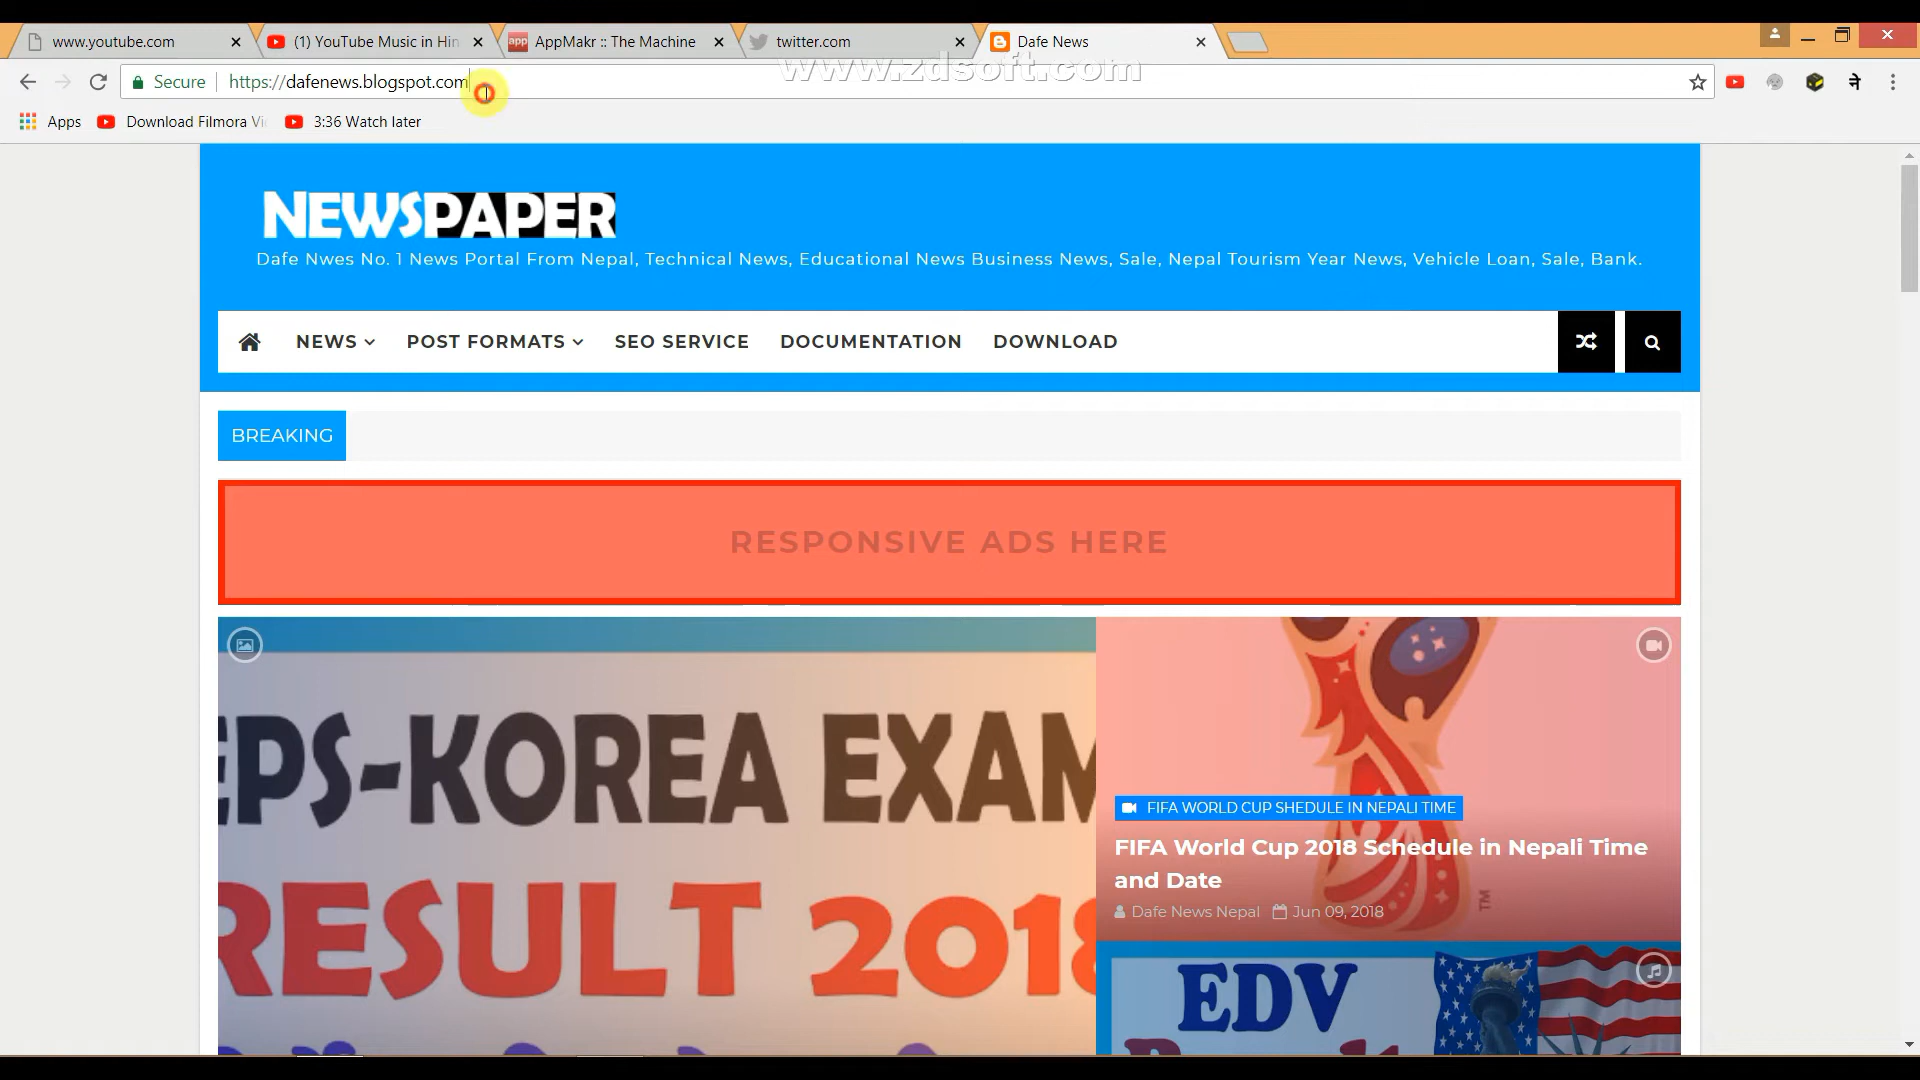 www.youtube.com
(1) YouTube Music in Hin
app
AppMakr :: The Machine
twitter.com
Dafe News
www.zdsoft.com
Secure
https://dafenews.blogspot.com
ने
Apps
Download Filmora Vi
3:36 Watch later
NEWSPAPER
Dafe Nwes No. 1 News Portal From Nepal, Technical News, Educational News Business News, Sale, Nepal Tourism Year News, Vehicle Loan, Sale, Bank.
NEWS
POST FORMATS
SEO SERVICE
DOCUMENTATION
DOWNLOAD
BREAKING
RESPONSIVE ADS HERE
EPS-KOREA EXAM
RESULT 2018
FIFA WORLD CUP SHEDULE IN NEPALI TIME
FIFA World Cup 2018 Schedule in Nepali Time
and Date
Dafe News Nepal
Jun 09, 2018
TM
EDV